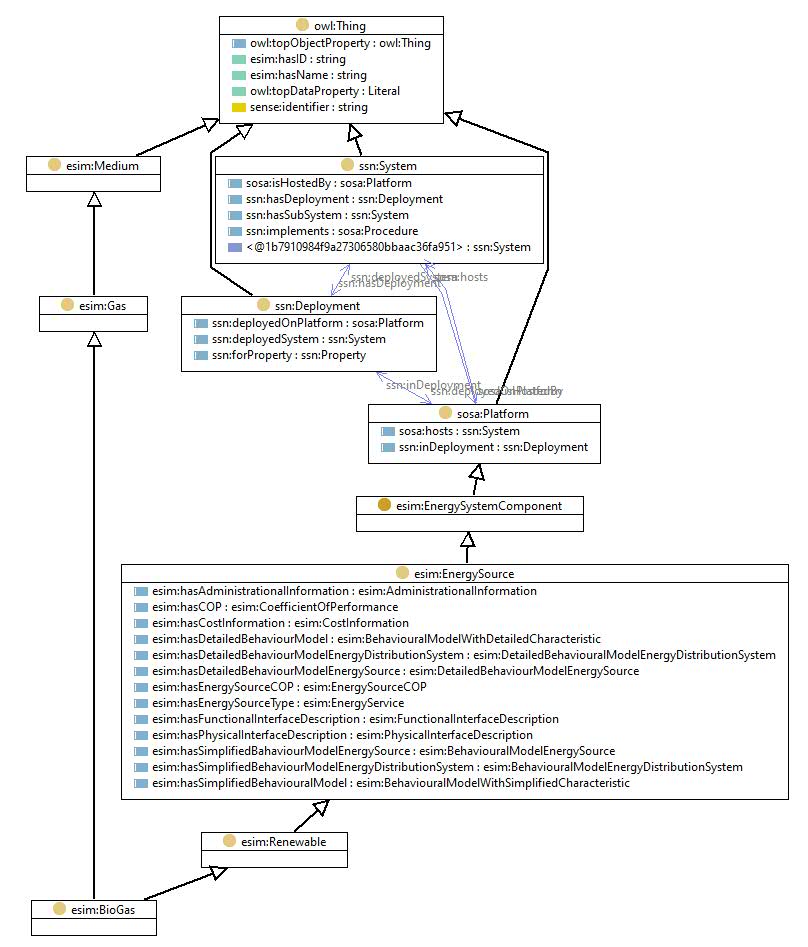 owl:Thing
owl:topObjectProperty : owl:Thing
esim:hasID : string
esim:hasName : string
owl:topDataProperty : Literal
sense:identifier : string
esim:Medium
ssn:System
sosa:isHostedBy : sosa:Platform
ssn:hasDeployment : ssn:Deployment
ssn:hasSubSystem : ssn:System
ssn:implements : sosa:Procedure
<@1b7910984f9a27306580bbaac36fa951> : ssn:System
ssn:deployedSystem
sosa:hosts
ssn:hasDeployment
esim:Gas
ssn:Deployment
ssn:deployedOnPlatform : sosa:Platform
ssn:deployedSystem : ssn:System
ssn:forProperty : ssn:Property
ssn:inDeployment
ssn:deployedOnPlatform
sosa:isHostedBy
sosa:Platform
sosa:hosts : ssn:System
ssn:inDeployment : ssn:Deployment
esim:EnergySystemComponent
esim:EnergySource
esim:hasAdministrationalInformation : esim:AdministrationalInformation
esim:hasCOP : esim:CoefficientOfPerformance
esim:hasCostInformation : esim:CostInformation
esim:hasDetailedBehaviourModel : esim:BehaviouralModelWithDetailedCharacteristic
esim:hasDetailedBehaviourModelEnergyDistributionSystem : esim:DetailedBehaviourModelEnergyDistributionSystem
esim:hasDetailedBehaviourModelEnergySource : esim:DetailedBehaviourModelEnergySource
esim:hasEnergySourceCOP : esim:EnergySourceCOP
esim:hasEnergySourceType : esim:EnergyService
esim:hasFunctionalInterfaceDescription : esim:FunctionalInterfaceDescription
esim:hasPhysicalInterfaceDescription : esim:PhysicalInterfaceDescription
esim:hasSimplifiedBahaviourModelEnergySource : esim:BehaviouralModelEnergySource
esim:hasSimplifiedBehaviourModelEnergyDistributionSystem : esim:BehaviouralModelEnergyDistributionSystem
esim:hasSimplifiedBehaviouralModel : esim:BehaviouralModelWithSimplifiedCharacteristic
esim:Renewable
esim:BioGas